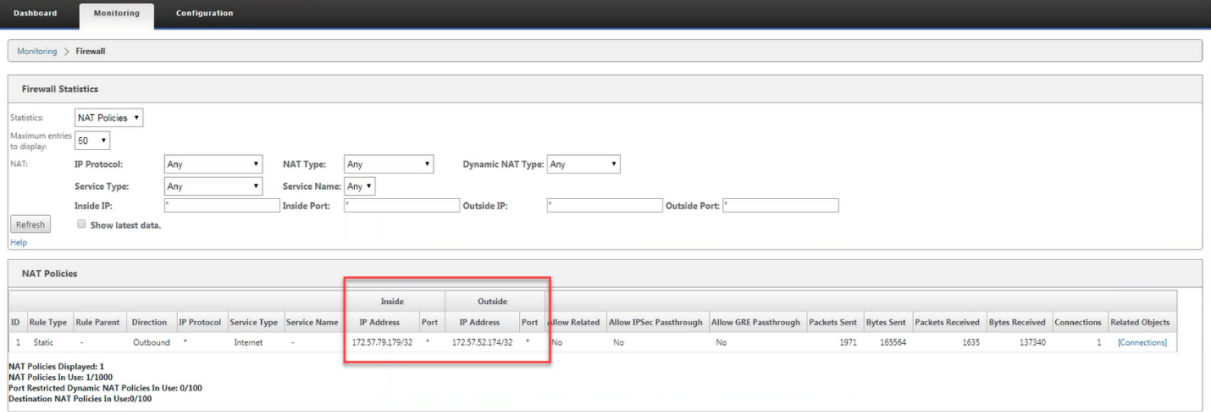 Dashboard Monitoring Configuration
Monitoring > Firewall
Firewall Statistics
Statistics: NAT Policies
Maximum entries to display: 50
NAT: IP Protocol: Any NAT Type: Any Dynamic NAT Type: Any
Service Type: Any Service Name: Any
Inside IP: * Inside Port: * Outside IP: * Outside Port: *
Refresh Show latest data.
Help
NAT Policies
Inside Outside
ID Rule Type Rule Parent Direction IP Protocol Service Type Service Name IP Address Port IP Address Port Allow Related Allow IPSec Passthrough Allow GRE Passthrough Packets Sent Bytes Sent Packets Received Bytes Received Connections Related Objects
1 Static - Outbound * Internet - 172.57.79.179/32 * 172.57.52.174/32 * No No No 1971 165564 1635 137340 1 [Connections]
NAT Policies Displayed: 1
NAT Policies In Use: 1/1000
Port Restricted Dynamic NAT Policies In Use: 0/100
Destination NAT Policies In Use:0/100